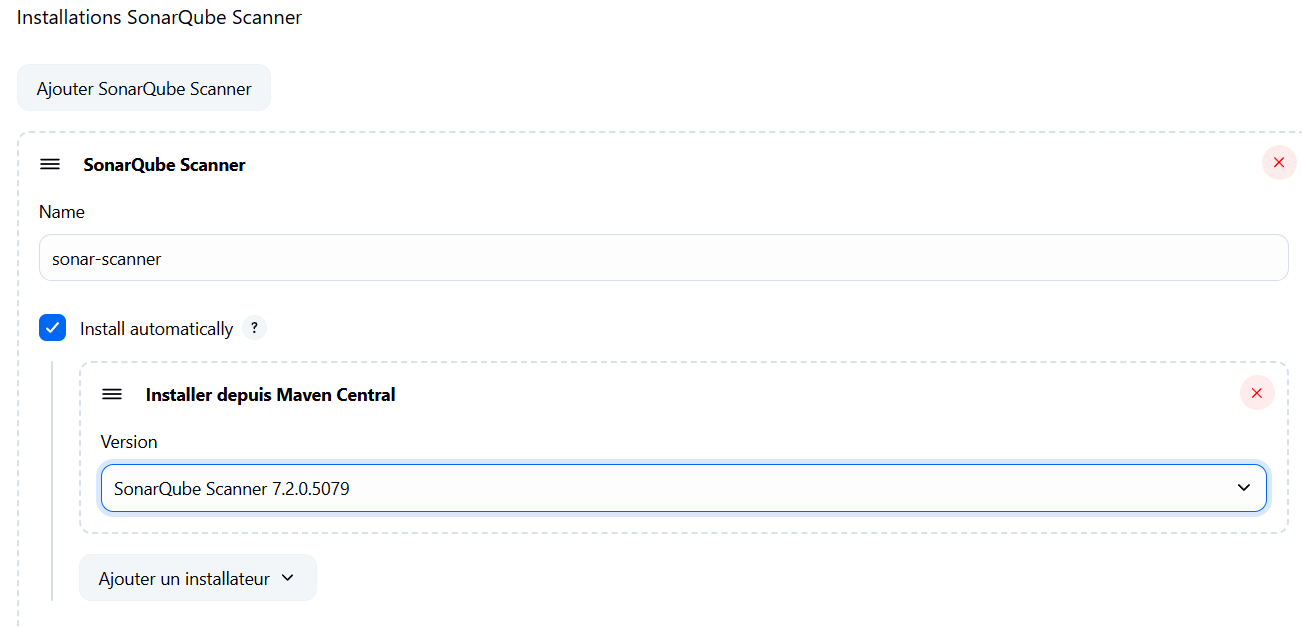 Installations SonarQube Scanner
Ajouter SonarQube Scanner
SonarQube Scanner
Name
sonar-scanner
Install automatically ?
Installer depuis Maven Central
Version
SonarQube Scanner 7.2.0.5079
Ajouter un installateur